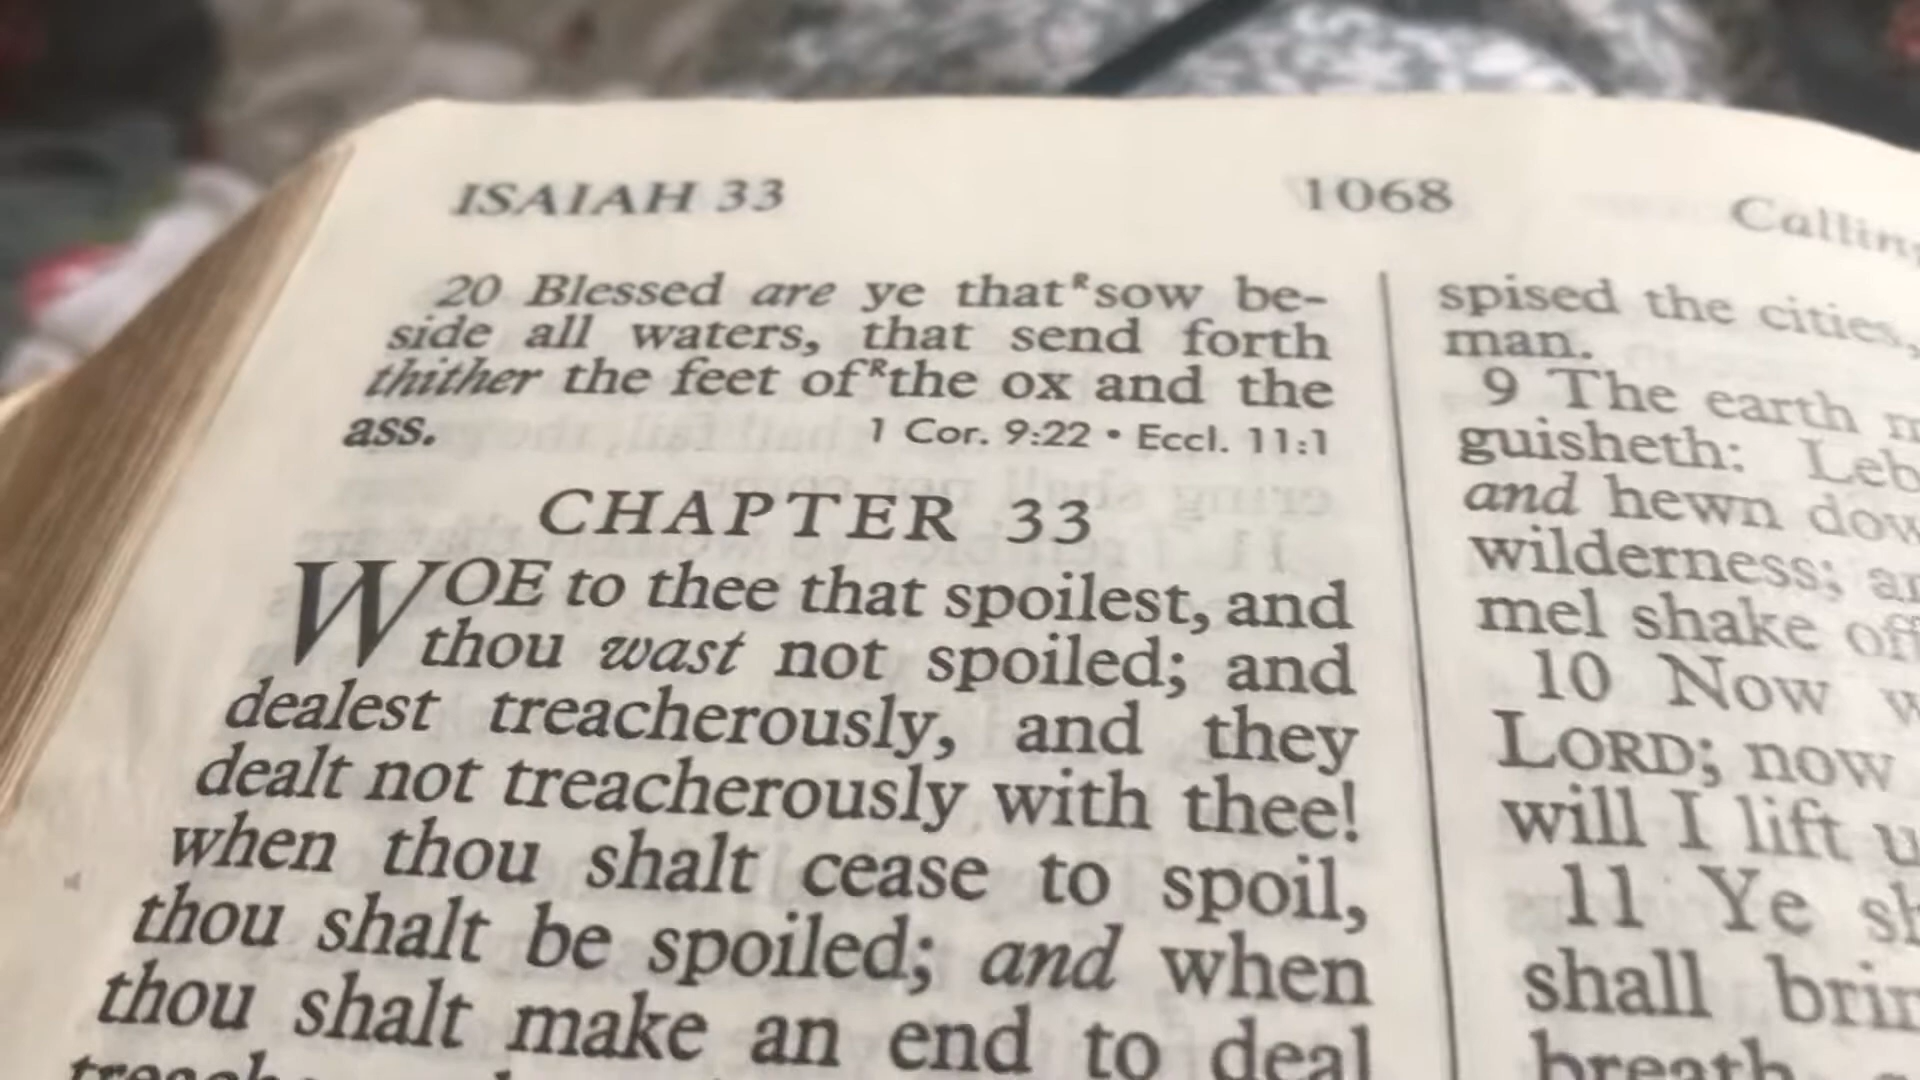 ISAIAH 33 1068
20 Blessed are ye that ᴿsow be-
side all waters, that send forth
thither the feet of ᴿthe ox and the
ass. 1 Cor. 9:22 • Eccl. 11:1
CHAPTER 33
WOE to thee that spoilest, and
thou wast not spoiled; and
dealest treacherously, and they
dealt not treacherously with thee!
when thou shalt cease to spoil,
thou shalt be spoiled; and when
thou shalt make an end to deal
spised the cities,
man.
9 The earth
guisheth:
and hewn
wilderness;
mel shake off
10 Now
LORD; now
will I lift
11 Ye
shall
breath